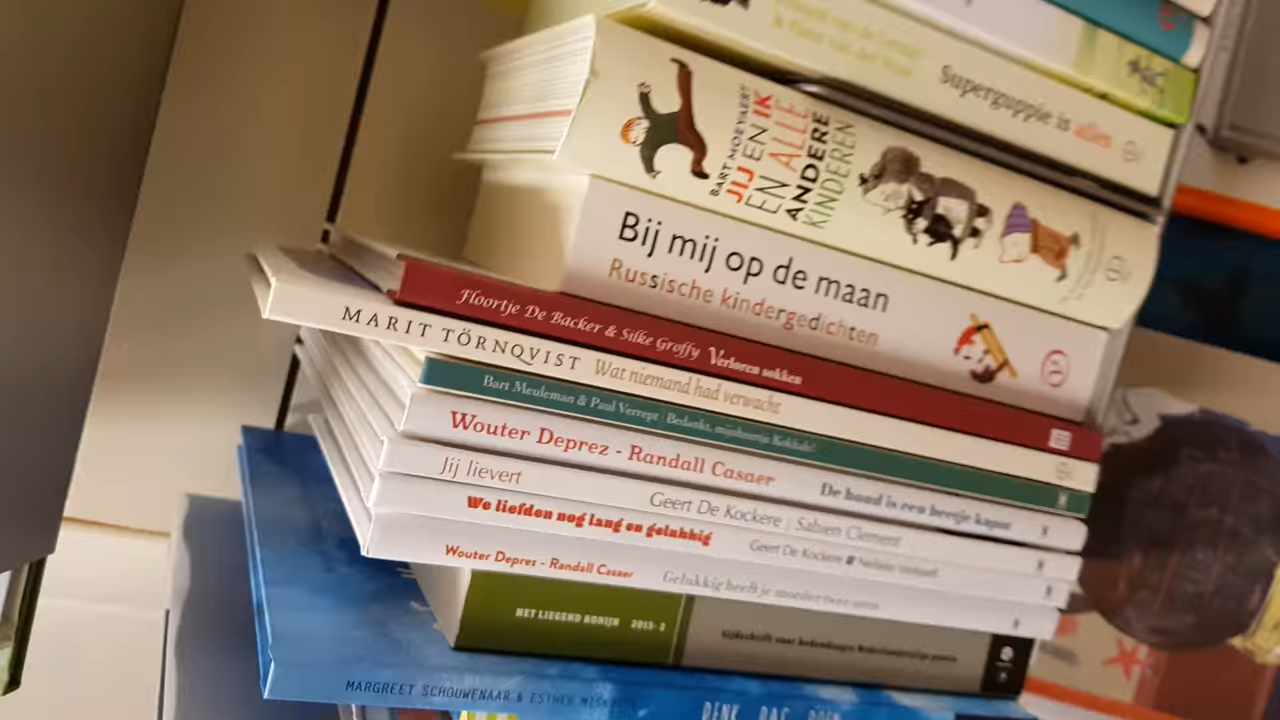 Superguppie is alles
BART MOEYAERT
JIJ EN IK
EN ALLE
ANDERE
KINDEREN
Bij mij op de maan
Russische kindergedichten
Floortje De Backer & Silke Groffy Verloren sokken
MARIT TÖRNQVIST Wat niemand had verwacht
Bart Meuleman & Paul Verrept Bedankt,
Wouter Deprez - Randall Casaer De hond is een beetje kapot
Jij lievert Geert De Kockere | Sabien Clement
We liefden nog lang en gelukkig Geert De Kockere
Wouter Deprez - Randall Casaer Gelukkig heeft je moeder twee oren
HET LIEGEND KONIJN 2013-2
tijdschrift voor hedendaagse Nederlandstalige poëzie
MARGREET SCHOUWENAAR & ESTHER